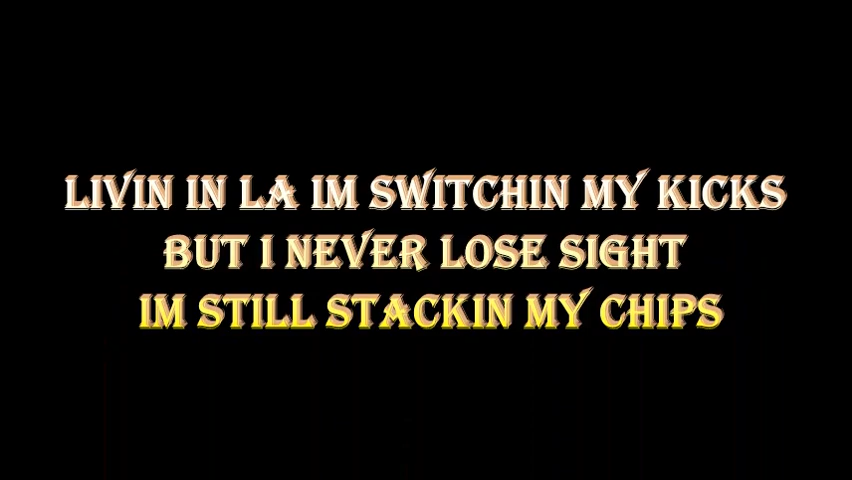 LIVIN IN LA IM SWITCHIN MY KICKS
BUT I NEVER LOSE SIGHT
IM STILL STACKIN MY CHIPS